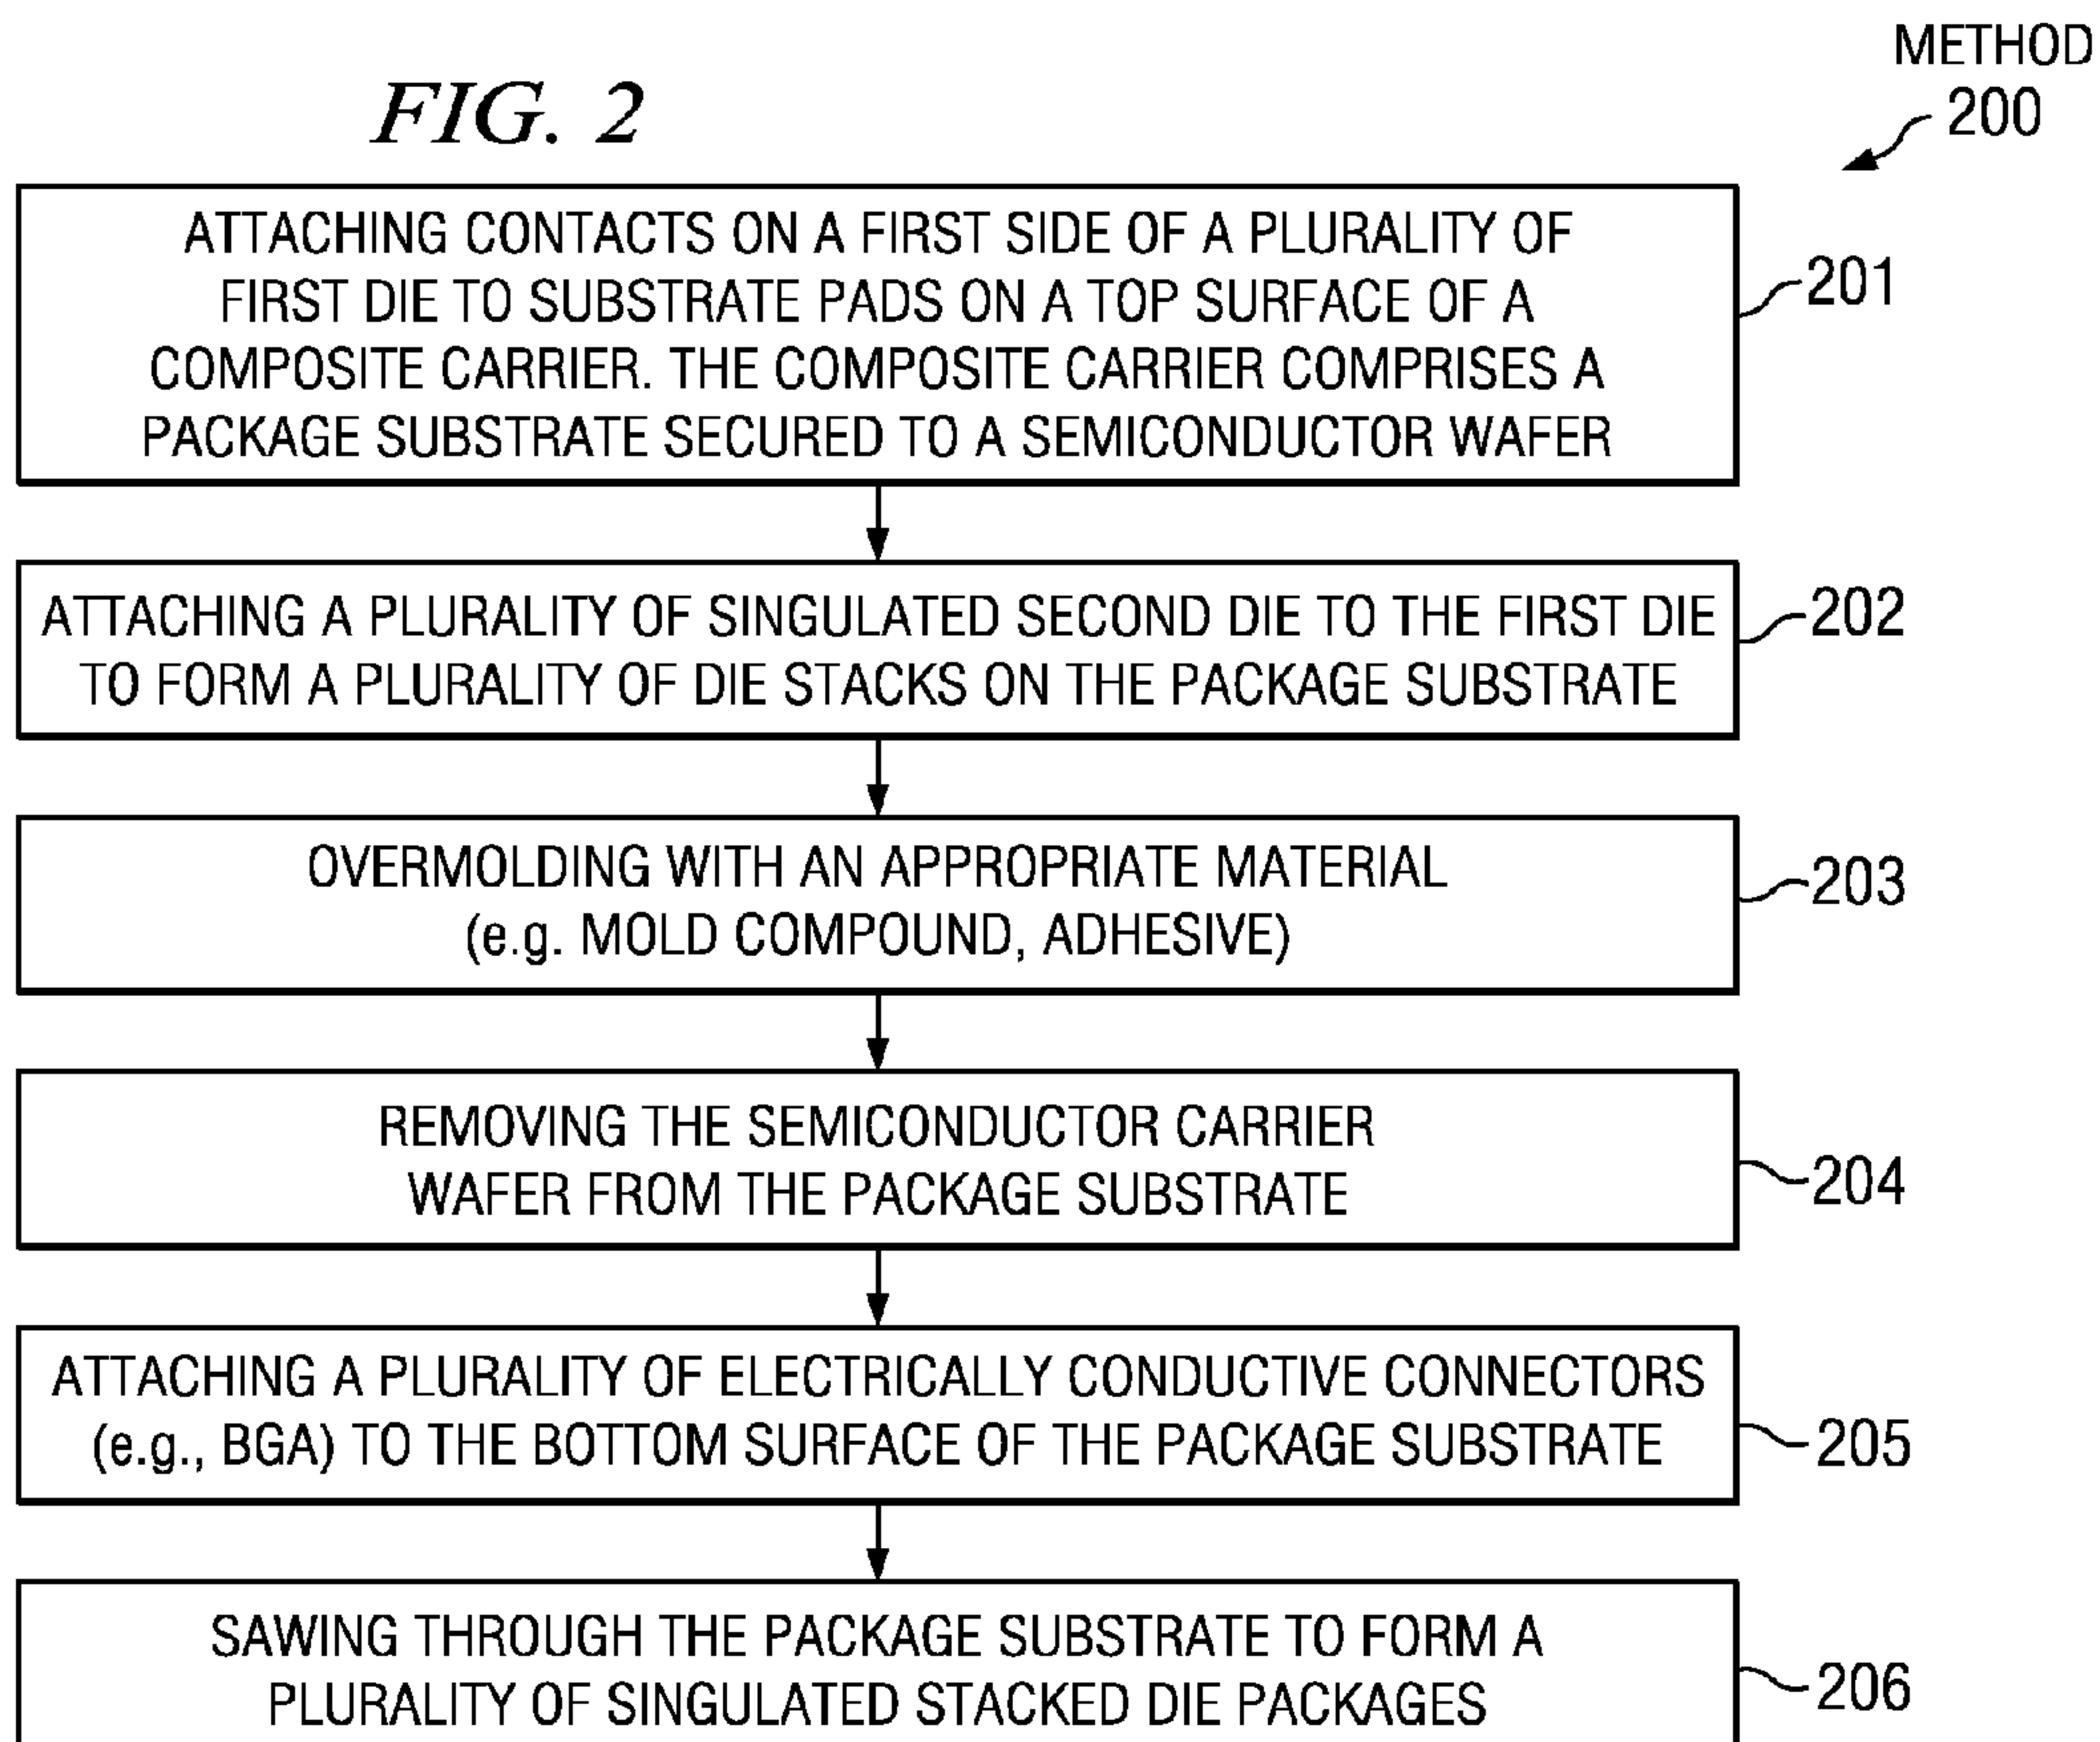 METHOD
200
FIG. 2
ATTACHING CONTACTS ON A FIRST SIDE OF A PLURALITY OF
FIRST DIE TO SUBSTRATE PADS ON A TOP SURFACE OF A
COMPOSITE CARRIER. THE COMPOSITE CARRIER COMPRISES A
PACKAGE SUBSTRATE SECURED TO A SEMICONDUCTOR WAFER
201
ATTACHING A PLURALITY OF SINGULATED SECOND DIE TO THE FIRST DIE
TO FORM A PLURALITY OF DIE STACKS ON THE PACKAGE SUBSTRATE
202
OVERMOLDING WITH AN APPROPRIATE MATERIAL
(e.g. MOLD COMPOUND, ADHESIVE)
203
REMOVING THE SEMICONDUCTOR CARRIER
WAFER FROM THE PACKAGE SUBSTRATE
204
ATTACHING A PLURALITY OF ELECTRICALLY CONDUCTIVE CONNECTORS
(e.g., BGA) TO THE BOTTOM SURFACE OF THE PACKAGE SUBSTRATE
205
SAWING THROUGH THE PACKAGE SUBSTRATE TO FORM A
PLURALITY OF SINGULATED STACKED DIE PACKAGES
206